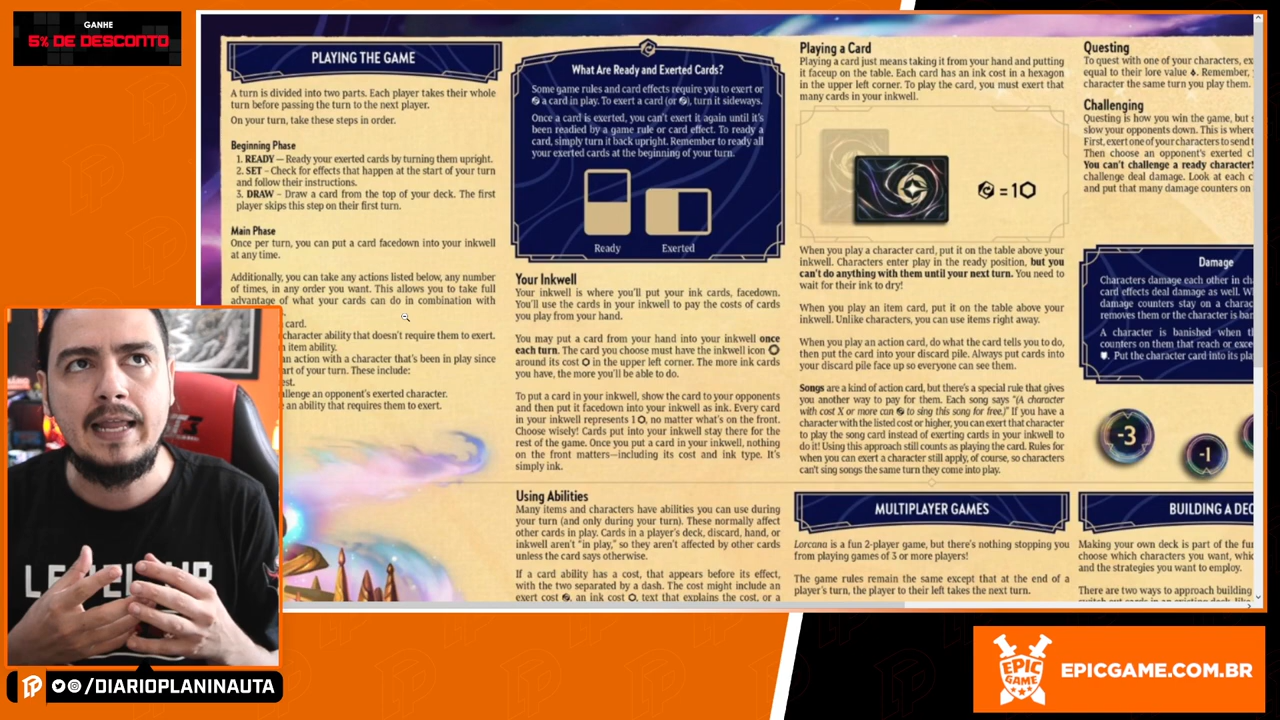 GANHE
5% DE DESCONTO
PLAYING THE GAME
A turn is divided into two parts. Each player takes their whole
turn before passing the turn to the next player.
On your turn, take these steps in order.
Beginning Phase
1. READY — Ready your exerted cards by turning them upright.
2. SET – Check for effects that happen at the start of your turn
and follow their instructions.
3. DRAW – Draw a card from the top of your deck. The first
player skips this step on their first turn.
Main Phase
Once per turn, you can put a card facedown into your inkwell
at any time.
Additionally, you can take any actions listed below, any number
of times, in any order you want. This allows you to take full
advantage of what your cards can do in combination with
card.
character ability that doesn't require them to exert.
item ability.
an action with a character that's been in play since
art of your turn. These include:
est.
allenge an opponent's exerted character.
e an ability that requires them to exert.
What Are Ready and Exerted Cards?
Some game rules and card effects require you to exert or
a card in play. To exert a card (or ), turn it sideways.
Once a card is exerted, you can't exert it again until it's
been readied by a game rule or card effect. To ready a
card, simply turn it back upright. Remember to ready all
your exerted cards at the beginning of your turn.
Ready
Exerted
Your Inkwell
Your inkwell is where you'll put your ink cards, facedown.
You'll use the cards in your inkwell to pay the costs of cards
you play from your hand.
You may put a card from your hand into your inkwell once
each turn. The card you choose must have the inkwell icon
around its cost in the upper left corner. The more ink cards
you have, the more you'll be able to do.
To put a card in your inkwell, show the card to your opponents
and then put it facedown into your inkwell as ink. Every card
in your inkwell represents 1, no matter what's on the front.
Choose wisely! Cards put into your inkwell stay there for the
rest of the game. Once you put a card in your inkwell, nothing
on the front matters—including its cost and ink type. It's
simply ink.
Using Abilities
Many items and characters have abilities you can use during
your turn (and only during your turn). These normally affect
other cards in play. Cards in a player's deck, discard, hand, or
inkwell aren't "in play," so they aren't affected by other cards
unless the card says otherwise.
If a card ability has a cost, that appears before its effect,
with the two separated by a dash. The cost might include an
exert cost , an ink cost , text that explains the cost, or a
Playing a Card
Playing a card just means taking it from your hand and putting
it faceup on the table. Each card has an ink cost in a hexagon
in the upper left corner. To play the card, you must exert that
many cards in your inkwell.
= 1
When you play a character card, put it on the table above your
inkwell. Characters enter play in the ready position, but you
can't do anything with them until your next turn. You need to
wait for their ink to dry!
When you play an item card, put it on the table above your
inkwell. Unlike characters, you can use items right away.
When you play an action card, do what the card tells you to do,
then put the card into your discard pile. Always put cards into
your discard pile face up so everyone can see them.
Songs are a kind of action card, but there's a special rule that gives
you another way to pay for them. Each song says "(A character
with cost X or more can to sing this song for free.)" If you have a
character with the listed cost or higher, you can exert that character
to play the song card instead of exerting cards in your inkwell to
do it! Using this approach still counts as playing the card. Rules for
when you can exert a character still apply, of course, so characters
can't sing songs the same turn they come into play.
MULTIPLAYER GAMES
Lorcana is a fun 2-player game, but there's nothing stopping you
from playing games of 3 or more players!
The game rules remain the same except that at the end of a
player's turn, the player to their left takes the next turn.
Questing
To quest with one of your characters, ex
equal to their lore value . Remember,
character the same turn you play them.
Challenging
Questing is how you win the game, but s
slow your opponents down. This is where
First, exert one of your characters to send t
Then choose an opponent's exerted cl
You can't challenge a ready character!
challenge deal damage. Look at each c
and put that many damage counters on
Damage
Characters damage each other in ch
card effects deal damage as well. W
damage counters stay on a charac
removes them or the character is ban
A character is banished when th
counters on them that reach or excee
. Put the character card into its pla
-3
-1
BUILDING A DEC
Making your own deck is part of the fun
choose which characters you want, whic
and the strategies you want to employ.
There are two ways to approach building
LEVEL UP
/DIARIOPLANINAUTA
EPIC
GAME
EPICGAME.COM.BR